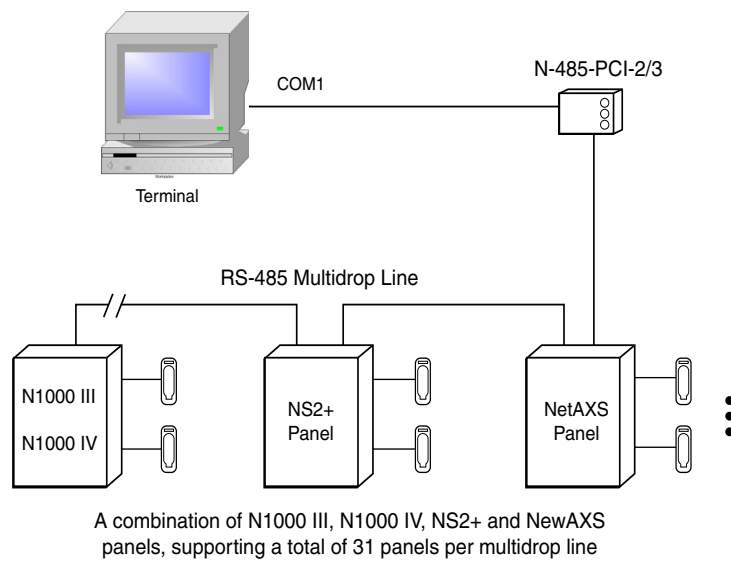 N-485-PCI-2/3
COM1
Terminal
RS-485 Multidrop Line
N1000 III
N1000 IV
NS2+
Panel
NetAXS
Panel
A combination of N1000 III, N1000 IV, NS2+ and NewAXS
panels, supporting a total of 31 panels per multidrop line